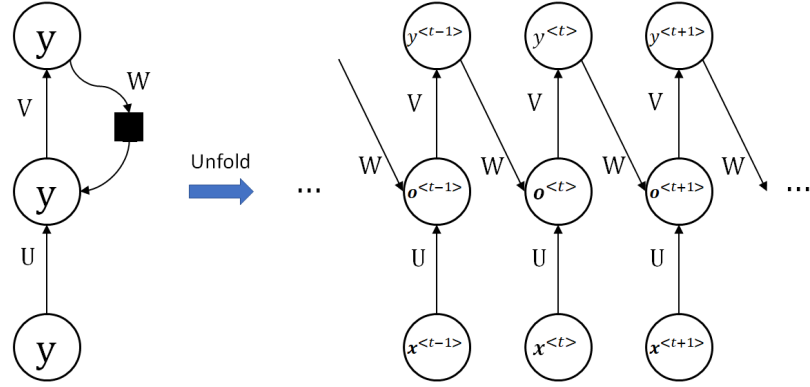 y
W
V
y
U
y
Unfold
...
y<t−1>
y<t>
y<t+1>
V
V
V
W
W
W
W
o<t−1>
o<t>
o<t+1>
...
U
U
U
x<t−1>
x<t>
x<t+1>